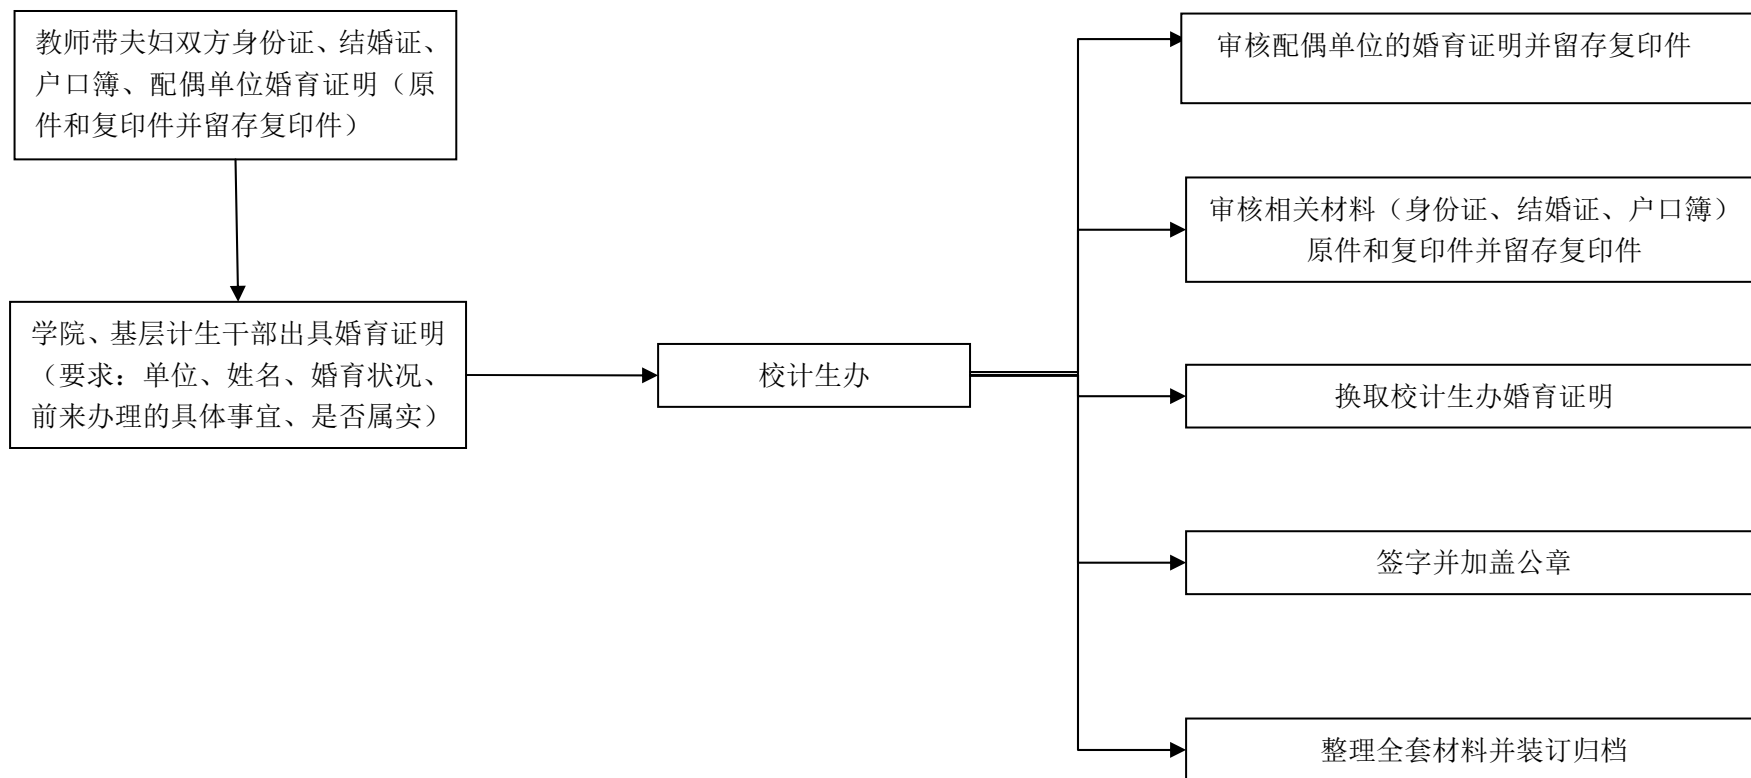 教师带夫妇双方身份证、结婚证、
户口簿、配偶单位婚育证明（原
件和复印件并留存复印件）
学院、基层计生干部出具婚育证明
（要求：单位、姓名、婚育状况、
前来办理的具体事宜、是否属实）
校计生办
审核配偶单位的婚育证明并留存复印件
审核相关材料（身份证、结婚证、户口簿）
原件和复印件并留存复印件
换取校计生办婚育证明
签字并加盖公章
整理全套材料并装订归档